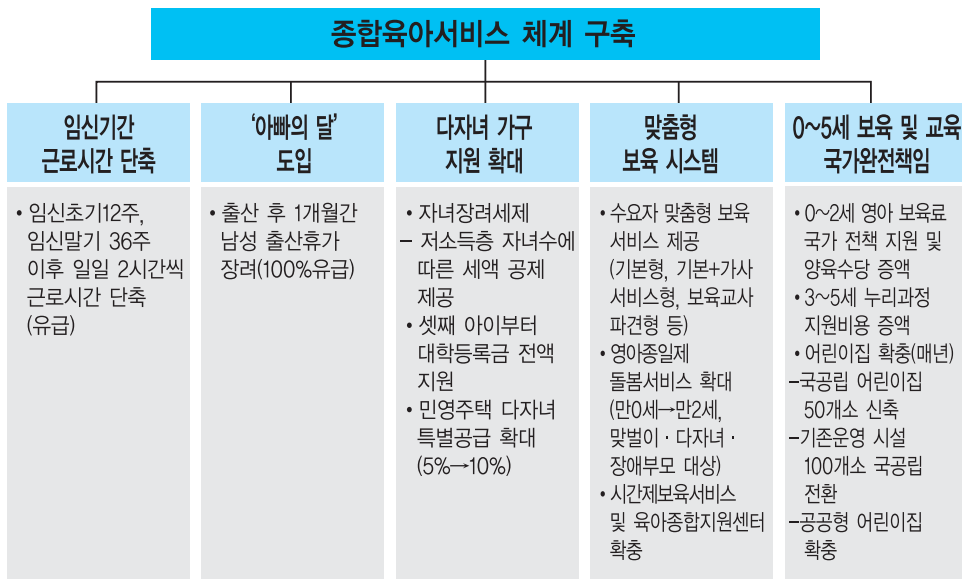 종합육아서비스 체계 구축
임신기간
근로시간 단축
• 임신초기12주,
임신말기 36주
이후 일일 2시간씩
근로시간 단축
(유급)
‘아빠의 달’
도입
• 출산 후 1개월간
남성 출산휴가
장려(100%유급)
다자녀 가구
지원 확대
• 자녀장려세제
– 저소득층 자녀수에
따른 세액 공제
제공
• 셋째 아이부터
대학등록금 전액
지원
• 민영주택 다자녀
특별공급 확대
(5%→10%)
맞춤형
보육 시스템
• 수요자 맞춤형 보육
서비스 제공
(기본형, 기본+가사
서비스형, 보육교사
파견형 등)
• 영아종일제
돌봄서비스 확대
(만0세→만2세,
맞벌이 · 다자녀 ·
장애부모 대상)
• 시간제보육서비스
및 육아종합지원센터
확충
0~5세 보육 및 교육
국가완전책임
• 0~2세 영아 보육료
국가 전책 지원 및
양육수당 증액
• 3~5세 누리과정
지원비용 증액
• 어린이집 확충(매년)
–국공립 어린이집
50개소 신축
–기존운영 시설
100개소 국공립
전환
–공공형 어린이집
확충